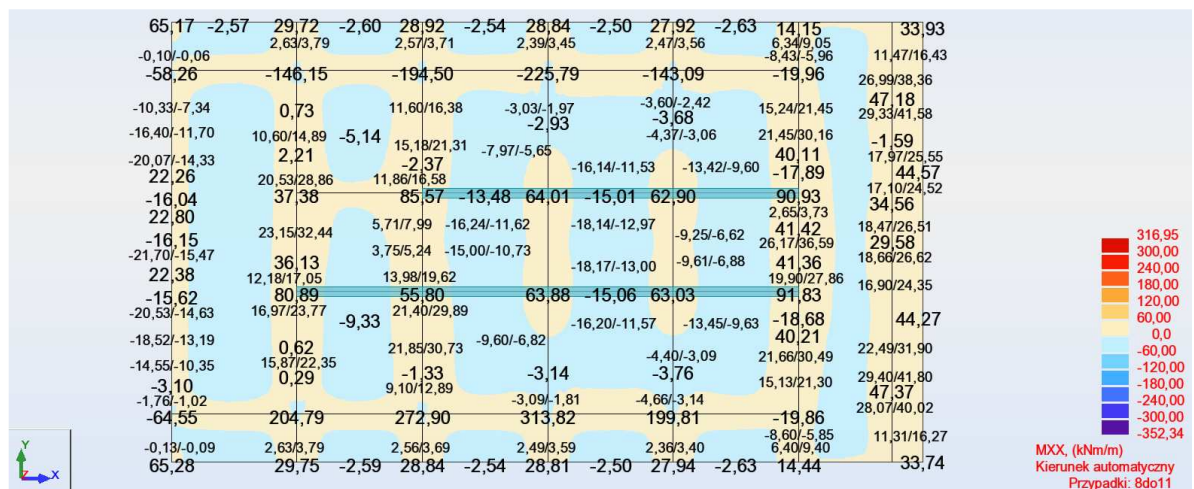 65,17 -2,57 29,72 -2,60 28,92 -2,54 28,84 -2,50 27,92 -2,63 14,15 33,93
2,63/3,79 2,57/3,71 2,39/3,45 2,47/3,56 6,34/9,05
-0,10/-0,06 -8,43/-5,96 11,47/16,43
-58,26 -146,15 -194,50 -225,79 -143,09 -19,96
26,99/38,36
-10,33/-7,34 0,73 11,60/16,38 -3,03/-1,97 -3,60/-2,42 15,24/21,45 47,18
29,33/41,58
-2,93 -3,68
-16,40/-11,70 10,60/14,89 -5,14 -4,37/-3,06 21,45/30,16 -1,59
15,18/21,31 -7,97/-5,65
-20,07/-14,33 2,21 -2,37 -16,14/-11,53 -13,42/-9,60 40,11 17,97/25,55
22,26 20,53/28,86 11,86/16,58 -17,89 44,57
17,10/24,52
-16,04 37,38 85,57 -13,48 64,01 -15,01 62,90 90,93 34,56
22,80 2,65/3,73
5,71/7,99 -16,24/-11,62 -18,14/-12,97 41,42 18,47/26,51
-16,15 23,15/32,44 -9,25/-6,62 26,17/36,59 29,58
-21,70/-15,47 36,13 3,75/5,24 -15,00/-10,73 -9,61/-6,88 41,36 18,66/26,62
22,38 12,18/17,05 13,98/19,62 -18,17/-13,00 19,90/27,86
16,90/24,35
-15,62 80,89 55,80 63,88 -15,06 63,03 91,83
-20,53/-14,63 16,97/23,77 21,40/29,89
-9,33 -16,20/-11,57 -13,45/-9,63 -18,68 44,27
-18,52/-13,19 -9,60/-6,82 40,21
0,62 21,85/30,73 22,49/31,90
-14,55/-10,35 15,87/22,35 -4,40/-3,09 21,66/30,49
-3,10 0,29 -1,33 -3,14 -3,76 15,13/21,30 29,40/41,80
9,10/12,89 47,37
-1,76/-1,02 -3,09/-1,81 -4,66/-3,14 28,07/40,02
-64,55 204,79 272,90 313,82 199,81 -19,86
-8,60/-5,85 11,31/16,27
-0,13/-0,09 2,63/3,79 2,56/3,69 2,49/3,59 2,36/3,40 6,40/9,40
65,28 29,75 -2,59 28,84 -2,54 28,81 -2,50 27,94 -2,63 14,44 33,74
316,95
300,00
240,00
180,00
120,00
60,00
0,0
-60,00
-120,00
-180,00
-240,00
-300,00
-352,34
MXX, (kNm/m)
Kierunek automatyczny
Przypadki: 8do11
Y
Z X